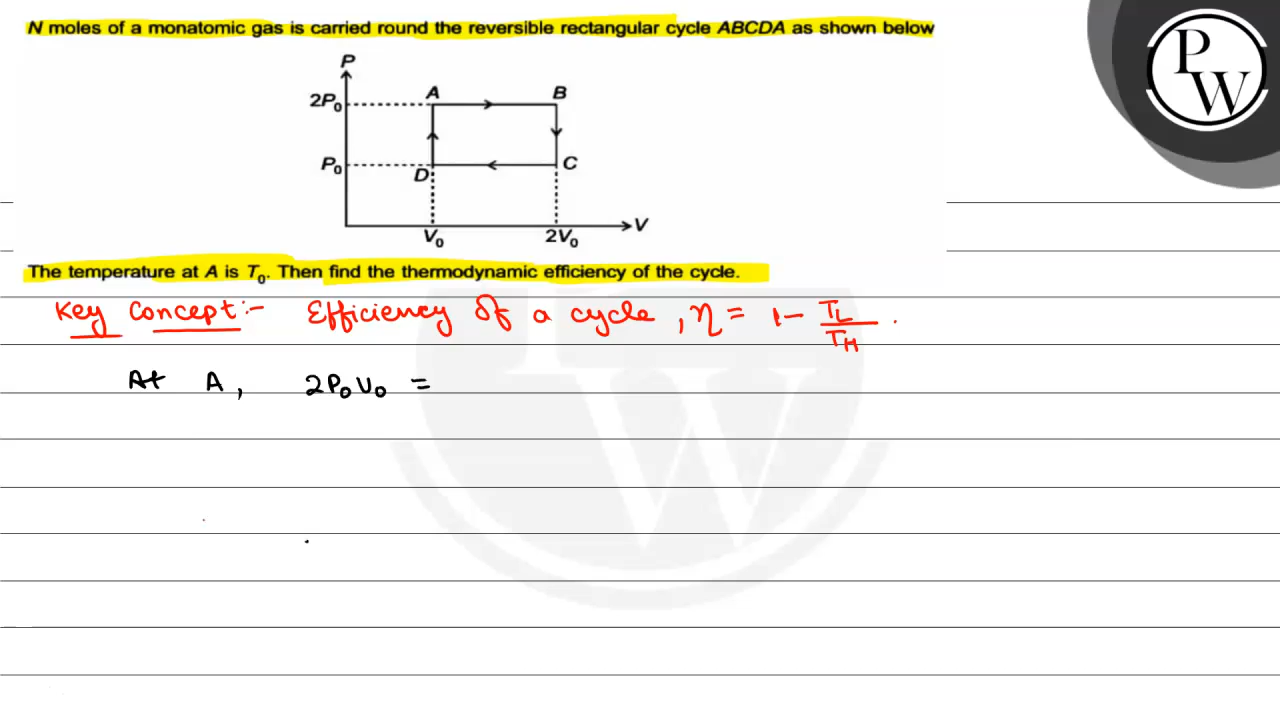 N moles of a monatomic gas is carried round the reversible rectangular cycle ABCDA as shown below
P
2P₀
A
B
P₀
D
C
V₀
2V₀
V
The temperature at A is T₀. Then find the thermodynamic efficiency of the cycle.
Key Concept:- Efficiency of a cycle, η = 1 - T_L/T_H.
At A, 2P₀V₀ =
P
W